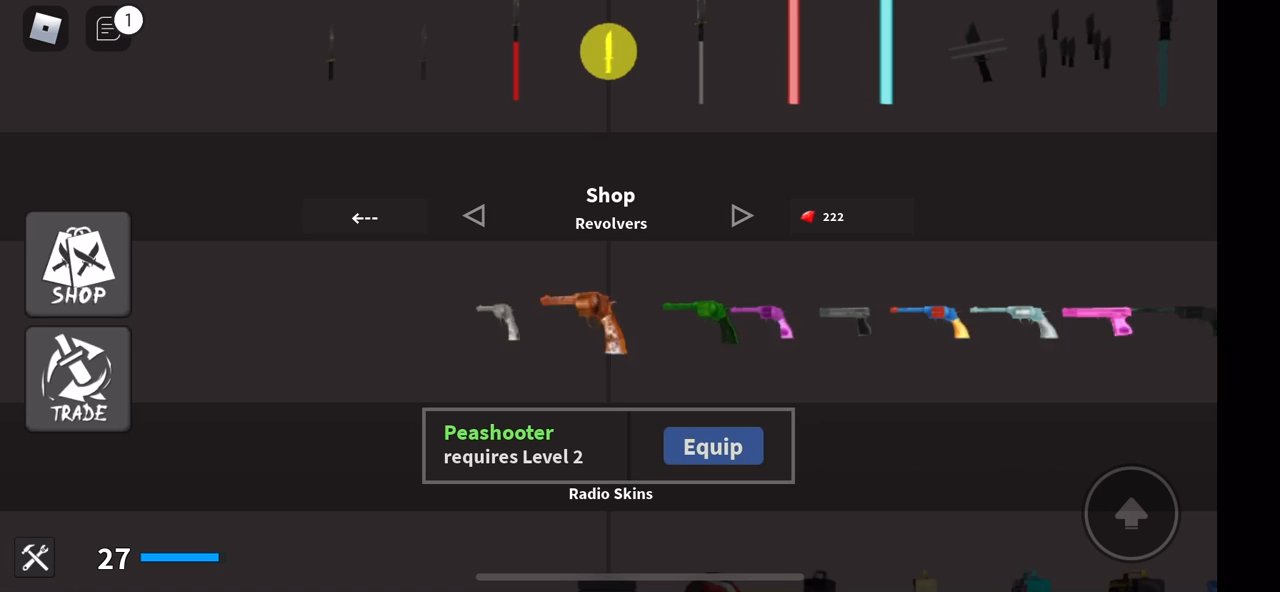 1
Shop
←--
Revolvers
222
SHOP
TRADE
Peashooter
requires Level 2
Equip
Radio Skins
27